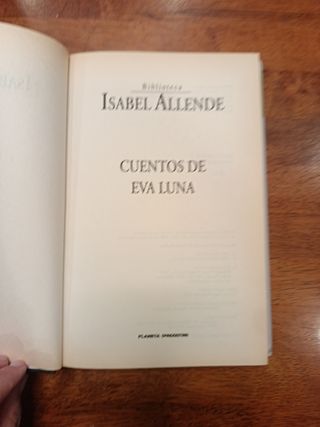 Biblioteca
ISABEL ALLENDE
CUENTOS DE
EVA LUNA
PLANETA DEAGOSTINI